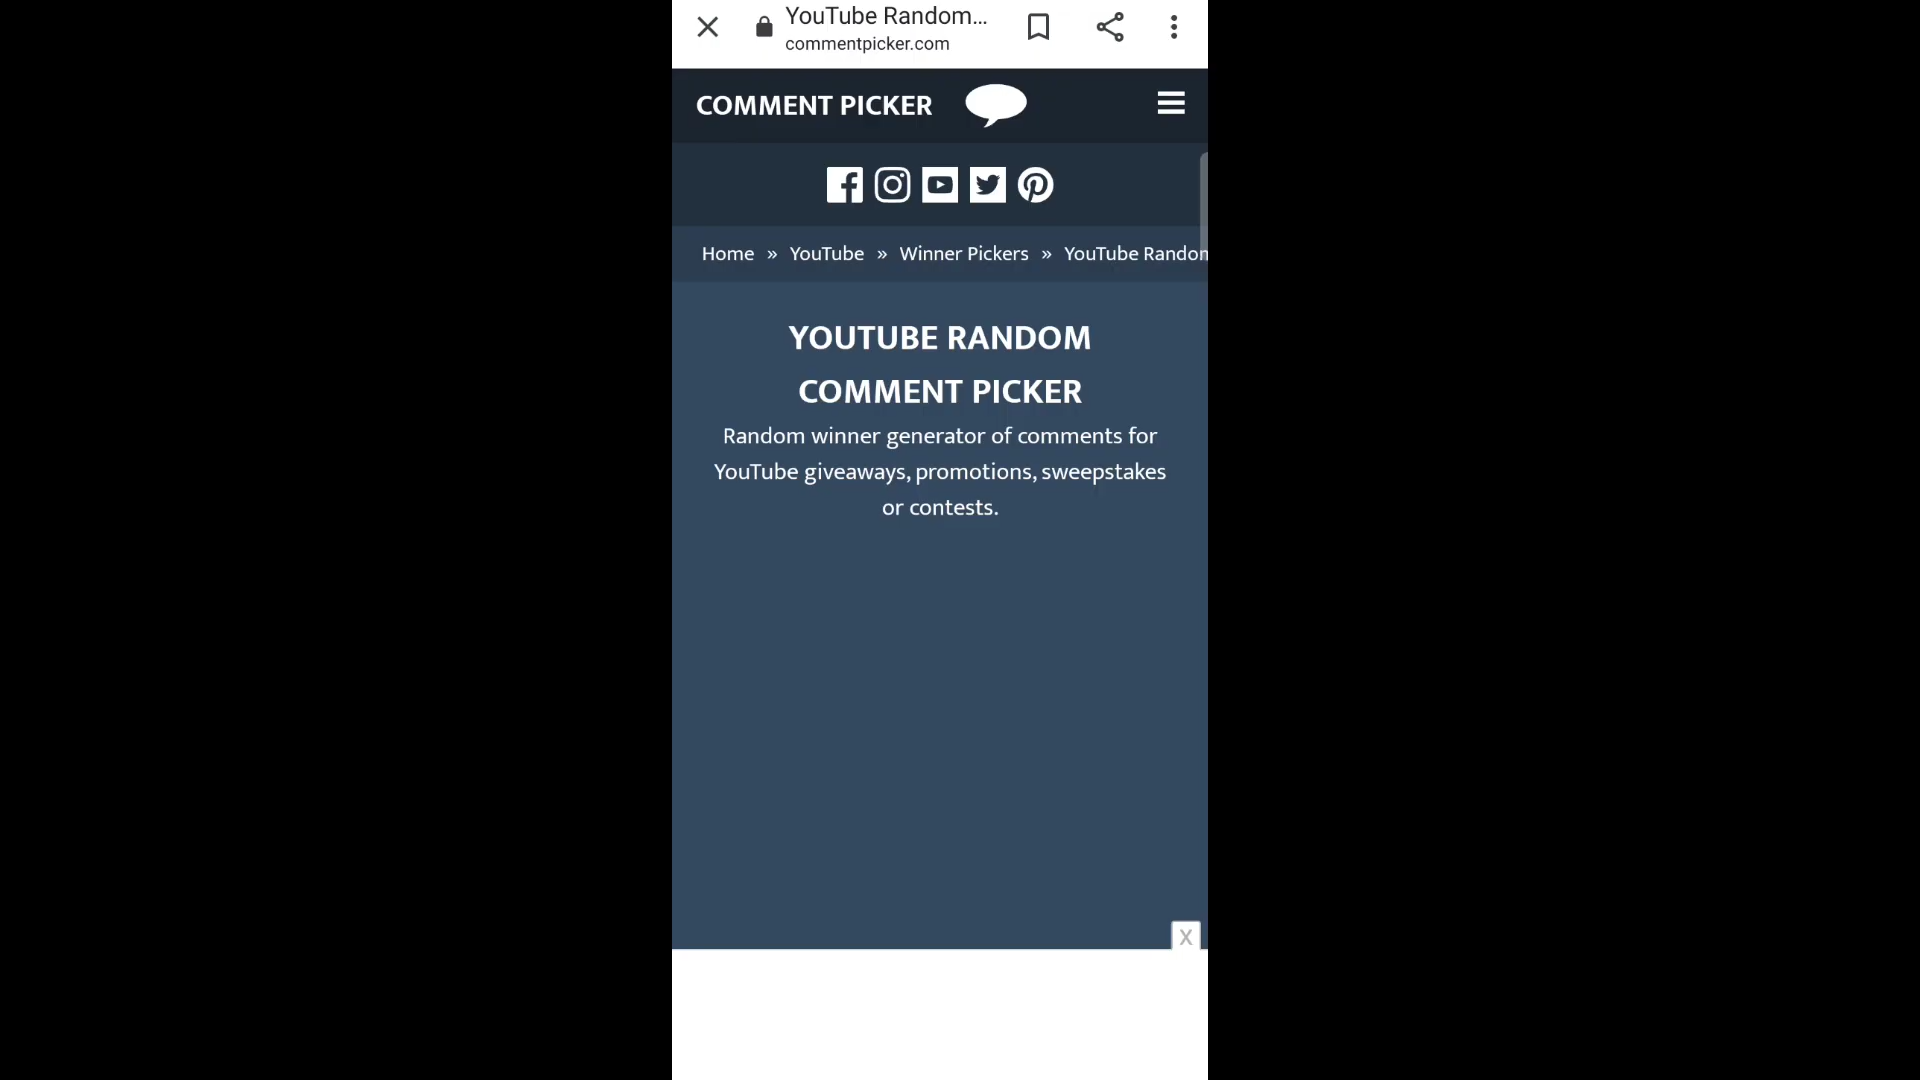 YouTube Random...
commentpicker.com
COMMENT PICKER
Home » YouTube » Winner Pickers » YouTube Random
YOUTUBE RANDOM
COMMENT PICKER
Random winner generator of comments for
YouTube giveaways, promotions, sweepstakes
or contests.
X